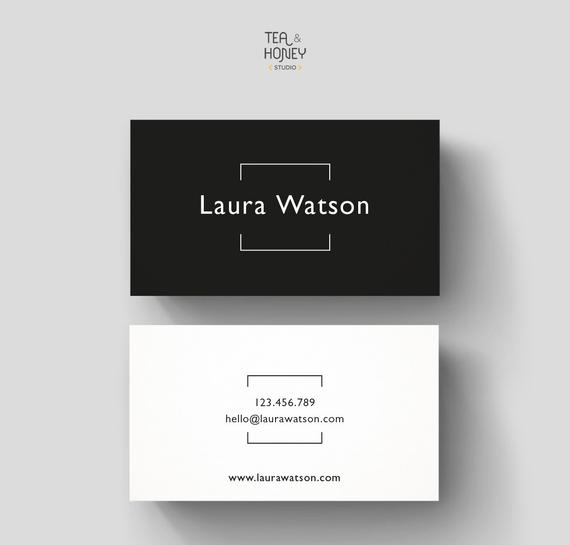 TEA &
HONEY
< STUDIO >
Laura Watson
123.456.789
hello@laurawatson.com
www.laurawatson.com